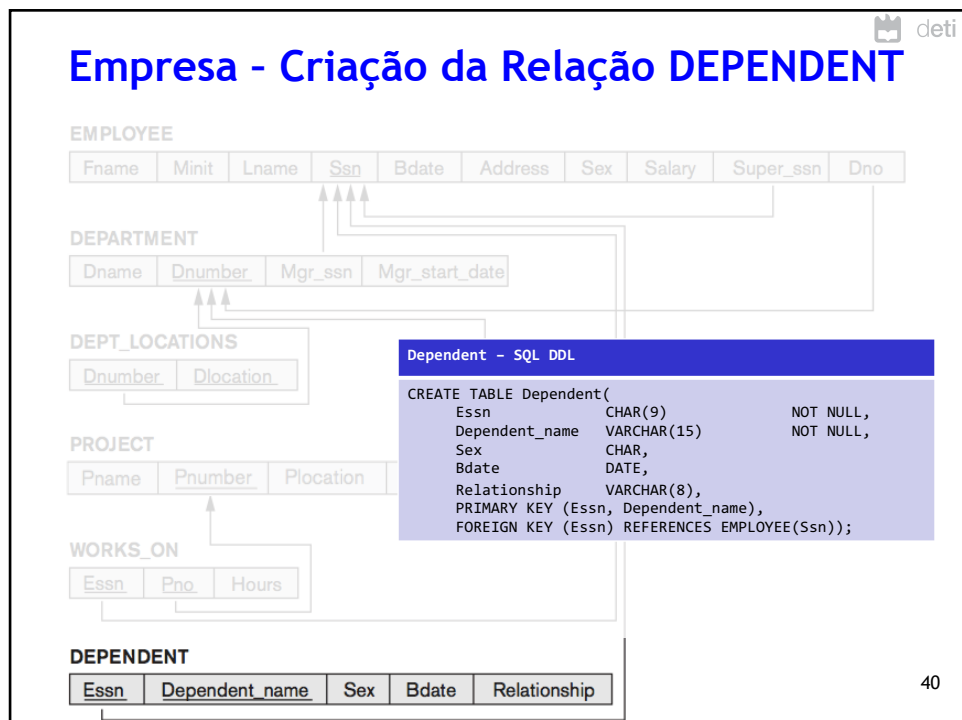 deti
Empresa – Criação da Relação DEPENDENT
EMPLOYEE
Fname Minit Lname Ssn Bdate Address Sex Salary Super_ssn Dno
DEPARTMENT
Dname Dnumber Mgr_ssn Mgr_start_date
DEPT_LOCATIONS
Dnumber Dlocation
Dependent – SQL DDL
CREATE TABLE Dependent(
Essn CHAR(9) NOT NULL,
Dependent_name VARCHAR(15) NOT NULL,
Sex CHAR,
Bdate DATE,
Relationship VARCHAR(8),
PRIMARY KEY (Essn, Dependent_name),
FOREIGN KEY (Essn) REFERENCES EMPLOYEE(Ssn));
PROJECT
Pname Pnumber Plocation
WORKS_ON
Essn Pno Hours
DEPENDENT
Essn Dependent_name Sex Bdate Relationship
40